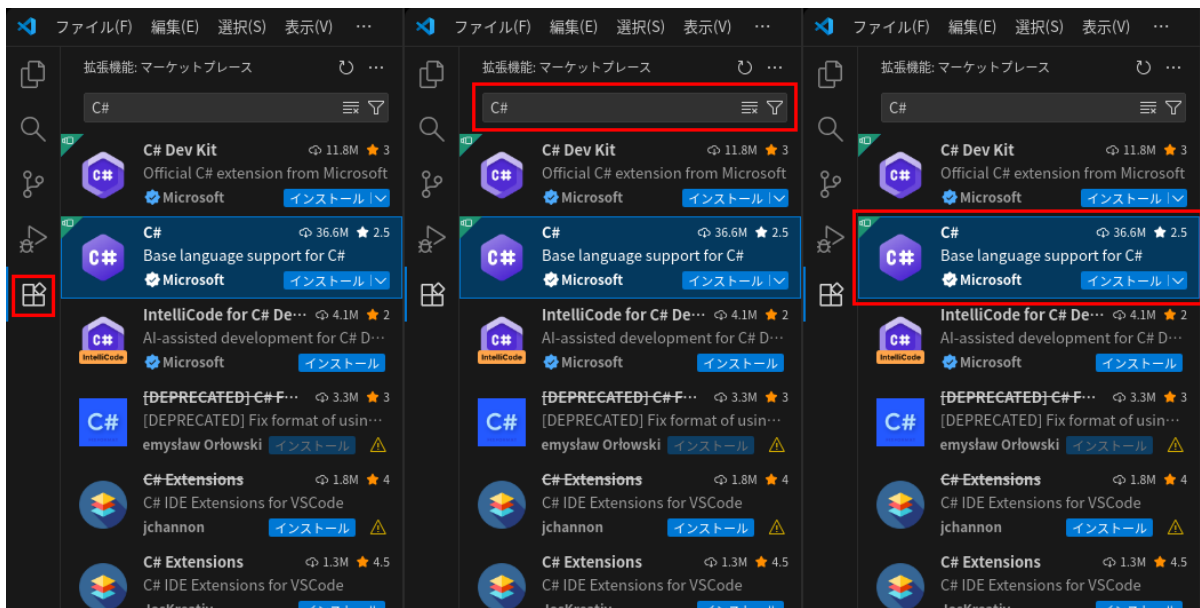 ファイル(F) 編集(E) 選択(S) 表示(V) ···
拡張機能: マーケットプレース ···
C#
C# Dev Kit 11.8M 3
Official C# extension from Microsoft
Microsoft インストール
C# 36.6M 2.5
Base language support for C#
Microsoft インストール
IntelliCode for C# De··· 4.1M 2
AI-assisted development for C# D···
IntelliCode
Microsoft インストール
[DEPRECATED] C# F··· 3.3M 3
[DEPRECATED] Fix format of usin···
emysław Orłowski インストール
C# Extensions 1.8M 4
C# IDE Extensions for VSCode
jchannon インストール
C# Extensions 1.3M 4.5
C# IDE Extensions for VSCode
ファイル(F) 編集(E) 選択(S) 表示(V) ···
拡張機能: マーケットプレース ···
C#
C# Dev Kit 11.8M 3
Official C# extension from Microsoft
Microsoft インストール
C# 36.6M 2.5
Base language support for C#
Microsoft インストール
IntelliCode for C# De··· 4.1M 2
AI-assisted development for C# D···
IntelliCode
Microsoft インストール
[DEPRECATED] C# F··· 3.3M 3
[DEPRECATED] Fix format of usin···
emysław Orłowski インストール
C# Extensions 1.8M 4
C# IDE Extensions for VSCode
jchannon インストール
C# Extensions 1.3M 4.5
C# IDE Extensions for VSCode
ファイル(F) 編集(E) 選択(S) 表示(V) ···
拡張機能: マーケットプレース ···
C#
C# Dev Kit 11.8M 3
Official C# extension from Microsoft
Microsoft インストール
C# 36.6M 2.5
Base language support for C#
Microsoft インストール
IntelliCode for C# De··· 4.1M 2
AI-assisted development for C# D···
IntelliCode
Microsoft インストール
[DEPRECATED] C# F··· 3.3M 3
[DEPRECATED] Fix format of usin···
emysław Orłowski インストール
C# Extensions 1.8M 4
C# IDE Extensions for VSCode
jchannon インストール
C# Extensions 1.3M 4.5
C# IDE Extensions for VSCode